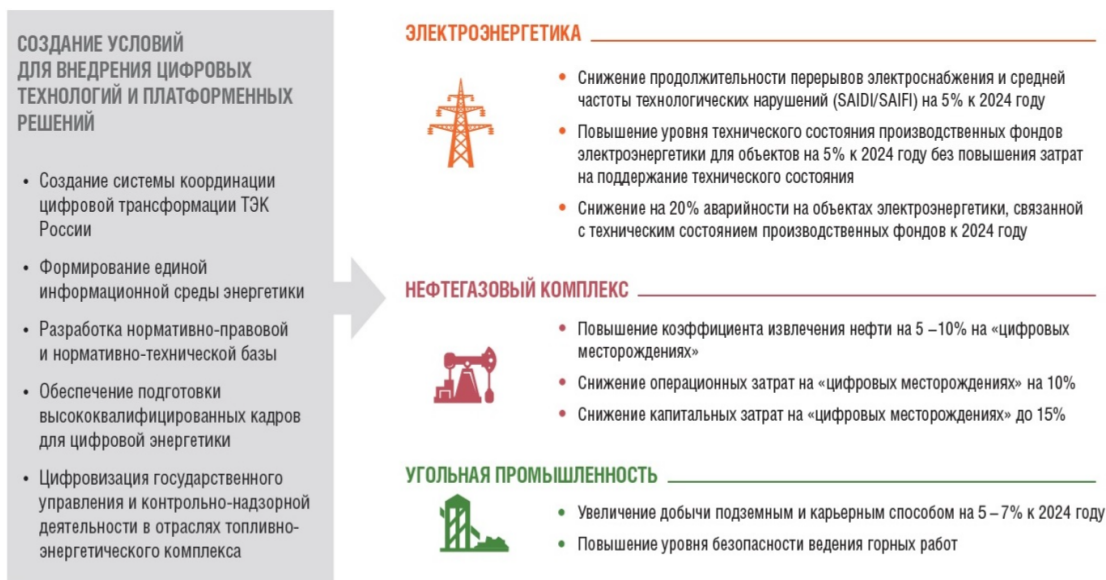 СОЗДАНИЕ УСЛОВИЙ
ДЛЯ ВНЕДРЕНИЯ ЦИФРОВЫХ
ТЕХНОЛОГИЙ И ПЛАТФОРМЕННЫХ
РЕШЕНИЙ
• Создание системы координации
цифровой трансформации ТЭК
России
• Формирование единой
информационной среды энергетики
• Разработка нормативно-правовой
и нормативно-технической базы
• Обеспечение подготовки
высококвалифицированных кадров
для цифровой энергетики
• Цифровизация государственного
управления и контрольно-надзорной
деятельности в отраслях топливно-
энергетического комплекса
ЭЛЕКТРОЭНЕРГЕТИКА
• Снижение продолжительности перерывов электроснабжения и средней
частоты технологических нарушений (SAIDI/SAIFI) на 5% к 2024 году
• Повышение уровня технического состояния производственных фондов
электроэнергетики для объектов на 5% к 2024 году без повышения затрат
на поддержание технического состояния
• Снижение на 20% аварийности на объектах электроэнергетики, связанной
с техническим состоянием производственных фондов к 2024 году
НЕФТЕГАЗОВЫЙ КОМПЛЕКС
• Повышение коэффициента извлечения нефти на 5 –10% на «цифровых
месторождениях»
• Снижение операционных затрат на «цифровых месторождениях» на 10%
• Снижение капитальных затрат на «цифровых месторождениях» до 15%
УГОЛЬНАЯ ПРОМЫШЛЕННОСТЬ
• Увеличение добычи подземным и карьерным способом на 5 – 7% к 2024 году
• Повышение уровня безопасности ведения горных работ